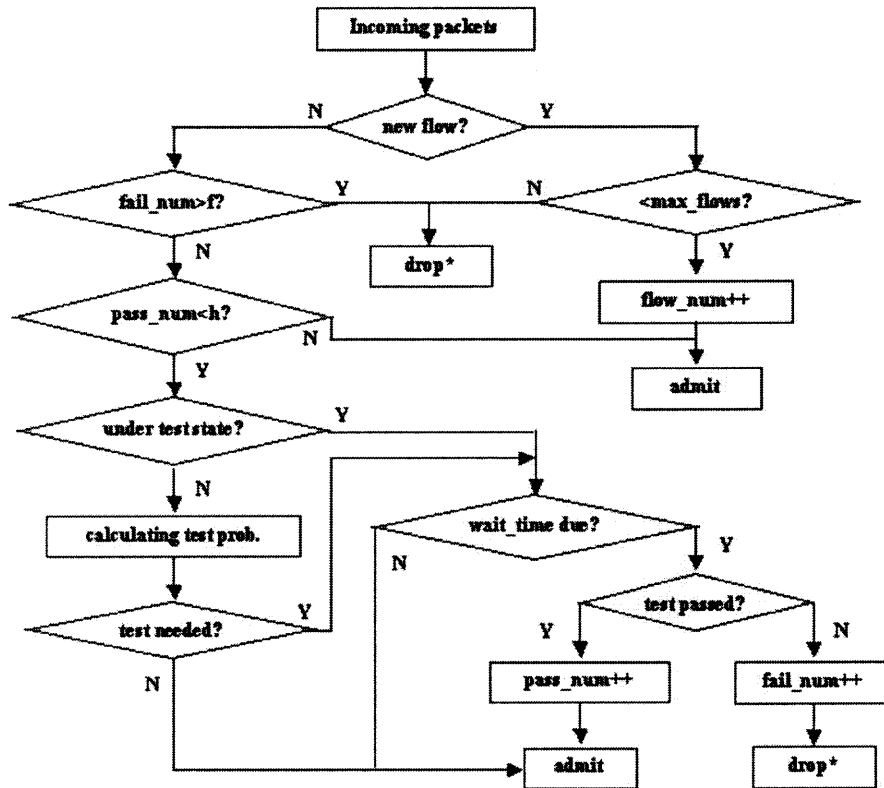 Incoming packets
N
Y
new flow?
fail_num>f?
Y
N
<max_flows?
N
drop*
Y
flow_num++
pass_num<h?
N
Y
admit
under test state?
Y
N
calculating test prob.
wait_time due?
N
Y
test needed?
Y
N
test passed?
Y
N
pass_num++
fail_num++
admit
drop*